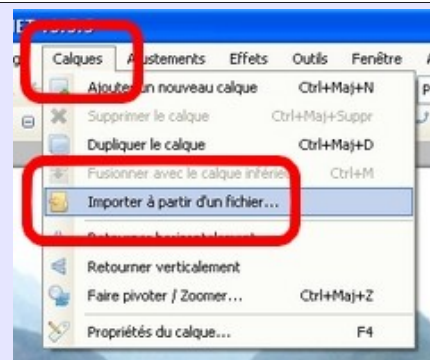 Calques Ajustements Effets Outils Fenêtre
Ajouter un nouveau calque Ctrl+Maj+N
Supprimer le calque Ctrl+Maj+Suppr
Dupliquer le calque Ctrl+Maj+D
Fusionner avec le calque inférieur Ctrl+M
Importer à partir d'un fichier...
Retourner horizontalement
Retourner verticalement
Faire pivoter / Zoomer... Ctrl+Maj+Z
Propriétés du calque... F4